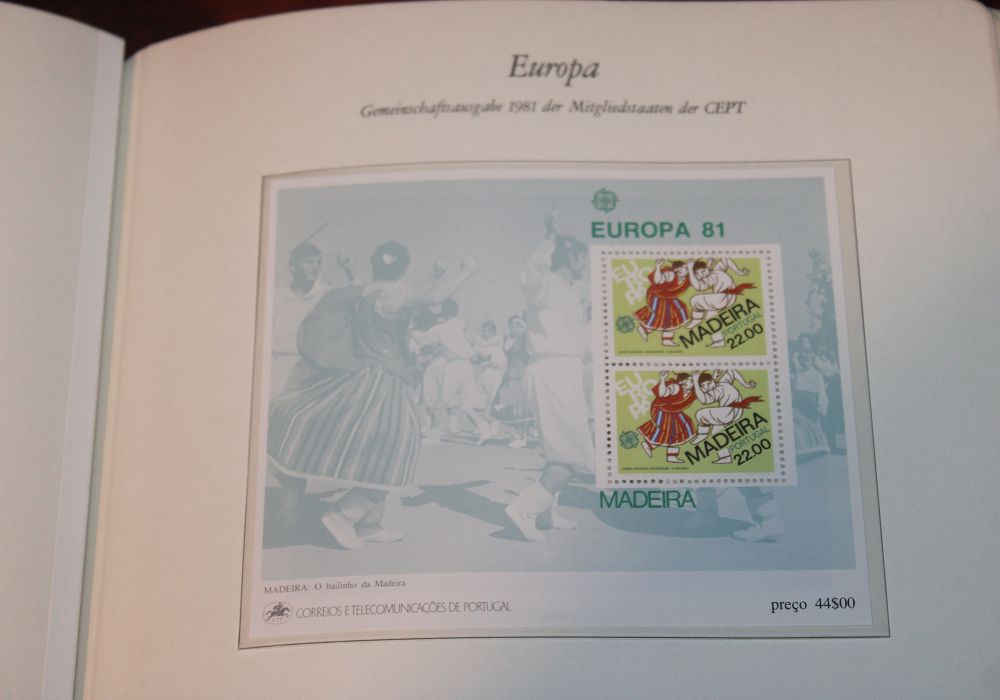 Europa
Gemeinschaftsausgabe 1981 der Mitgliedstaaten der CEPT
EUROPA 81
EU
RO
PA
MADEIRA
PORTUGAL
22.00
EU
RO
PA
MADEIRA
PORTUGAL
22.00
MADEIRA
MADEIRA: O bailinho da Madeira
CTT
CORREIOS E TELECOMUNICAÇÕES DE PORTUGAL
preço 44$00